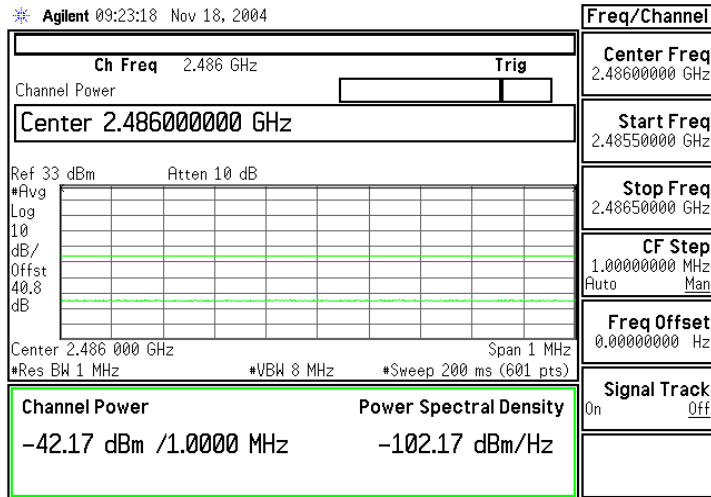 Agilent 09:23:18 Nov 18, 2004
Freq/Channel
Ch Freq 2.486 GHz Trig
Channel Power
Center 2.486000000 GHz
Ref 33 dBm Atten 10 dB
#Avg
Log
10
dB/
Offst
40.8
dB
Center 2.486 000 GHz Span 1 MHz
#Res BW 1 MHz #VBW 8 MHz #Sweep 200 ms (601 pts)
Channel Power Power Spectral Density
-42.17 dBm /1.0000 MHz -102.17 dBm/Hz
Center Freq
2.48600000 GHz
Start Freq
2.48550000 GHz
Stop Freq
2.48650000 GHz
CF Step
1.00000000 MHz
Auto Man
Freq Offset
0.00000000 Hz
Signal Track
On Off